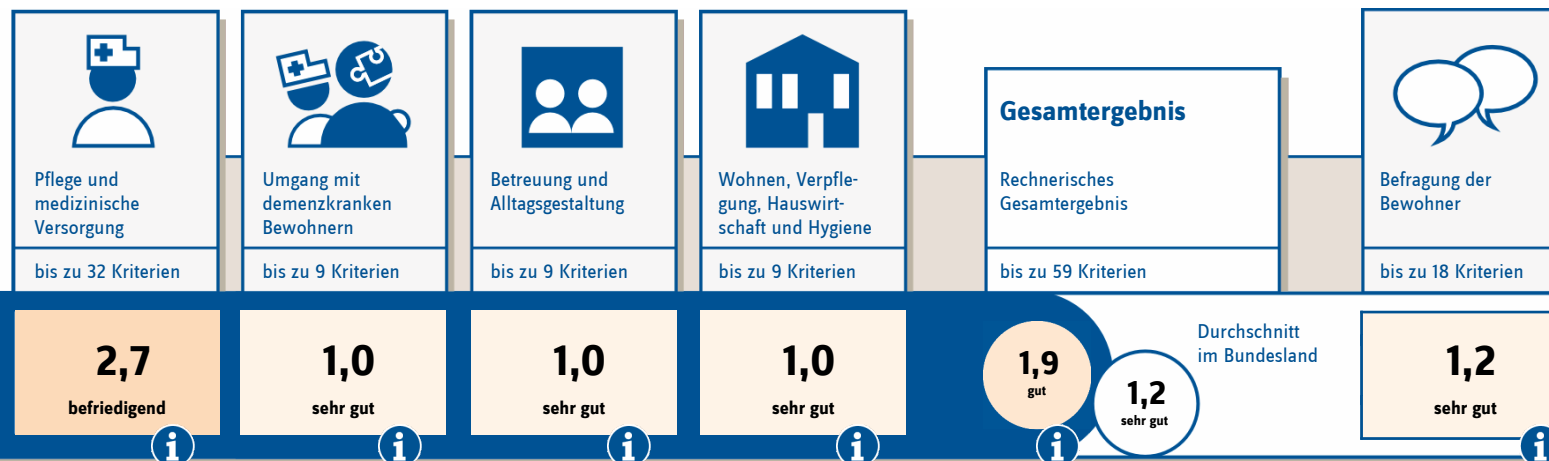 Pflege und
medizinische
Versorgung
bis zu 32 Kriterien
2,7
befriedigend
i
Umgang mit
demenzkranken
Bewohnern
bis zu 9 Kriterien
1,0
sehr gut
i
Betreuung und
Alltagsgestaltung
bis zu 9 Kriterien
1,0
sehr gut
i
Wohnen, Verpfle-
gung, Hauswirt-
schaft und Hygiene
bis zu 9 Kriterien
1,0
sehr gut
i
Gesamtergebnis
Rechnerisches
Gesamtergebnis
bis zu 59 Kriterien
1,9
gut
i
1,2
sehr gut
Durchschnitt
im Bundesland
Befragung der
Bewohner
bis zu 18 Kriterien
1,2
sehr gut
i